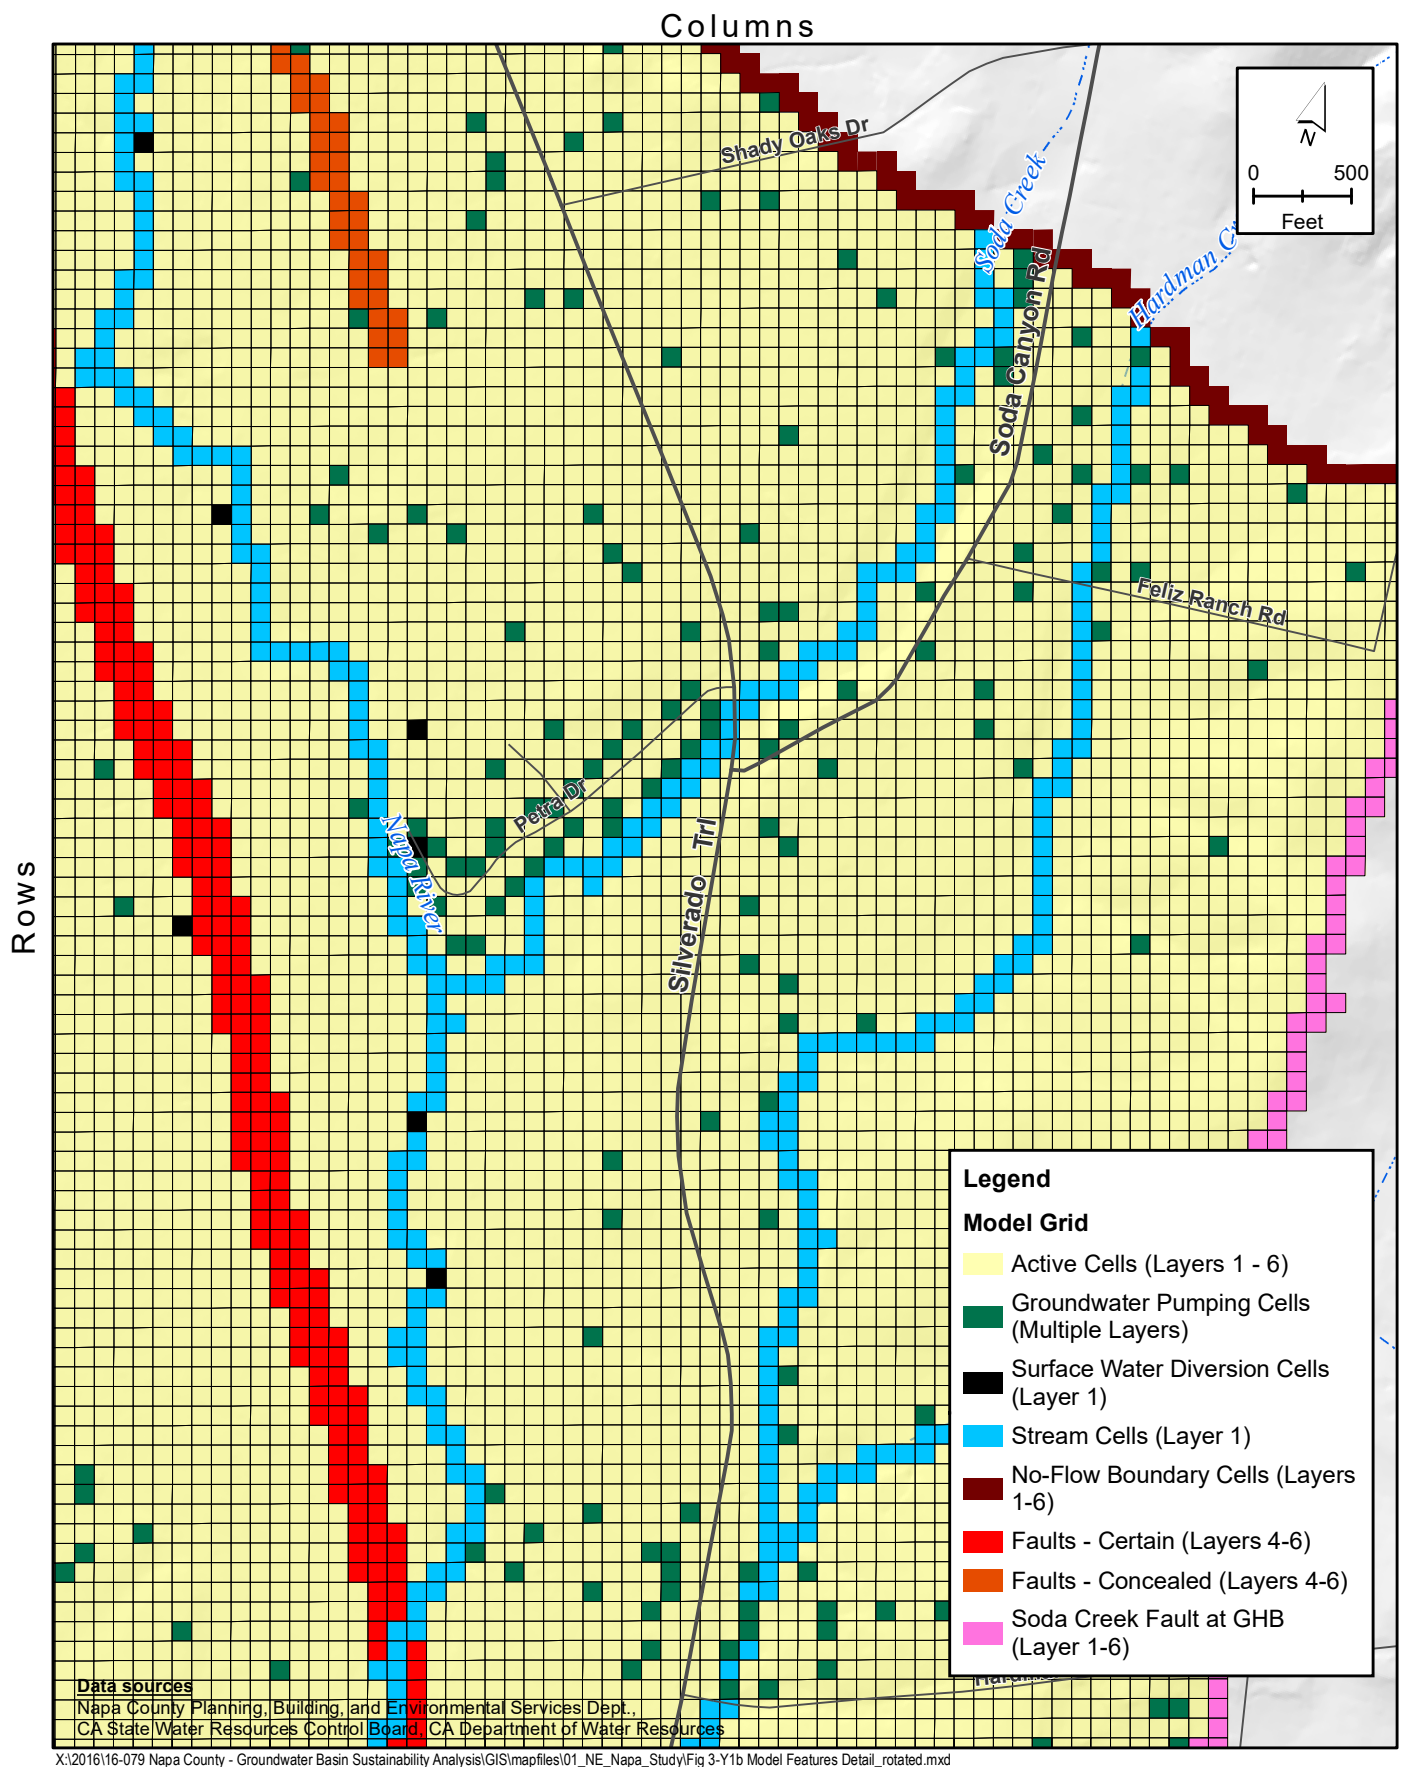 Columns
Shady Oaks Dr
Soda Creek
N
0 500
Feet
Hardman Cr
Soda Canyon Rd
Feliz Ranch Rd
Petra Dr
Napa River
Silverado Trl
Rows
Legend
Model Grid
Active Cells (Layers 1 - 6)
Groundwater Pumping Cells
(Multiple Layers)
Surface Water Diversion Cells
(Layer 1)
Stream Cells (Layer 1)
No-Flow Boundary Cells (Layers
1-6)
Faults - Certain (Layers 4-6)
Faults - Concealed (Layers 4-6)
Soda Creek Fault at GHB
(Layer 1-6)
Data sources
Napa County Planning, Building, and Environmental Services Dept.,
CA State Water Resources Control Board, CA Department of Water Resources
X:\2016\16-079 Napa County - Groundwater Basin Sustainability Analysis\GIS\mapfiles\01_NE_Napa_Study\Fig 3-Y1b Model Features Detail_rotated.mxd